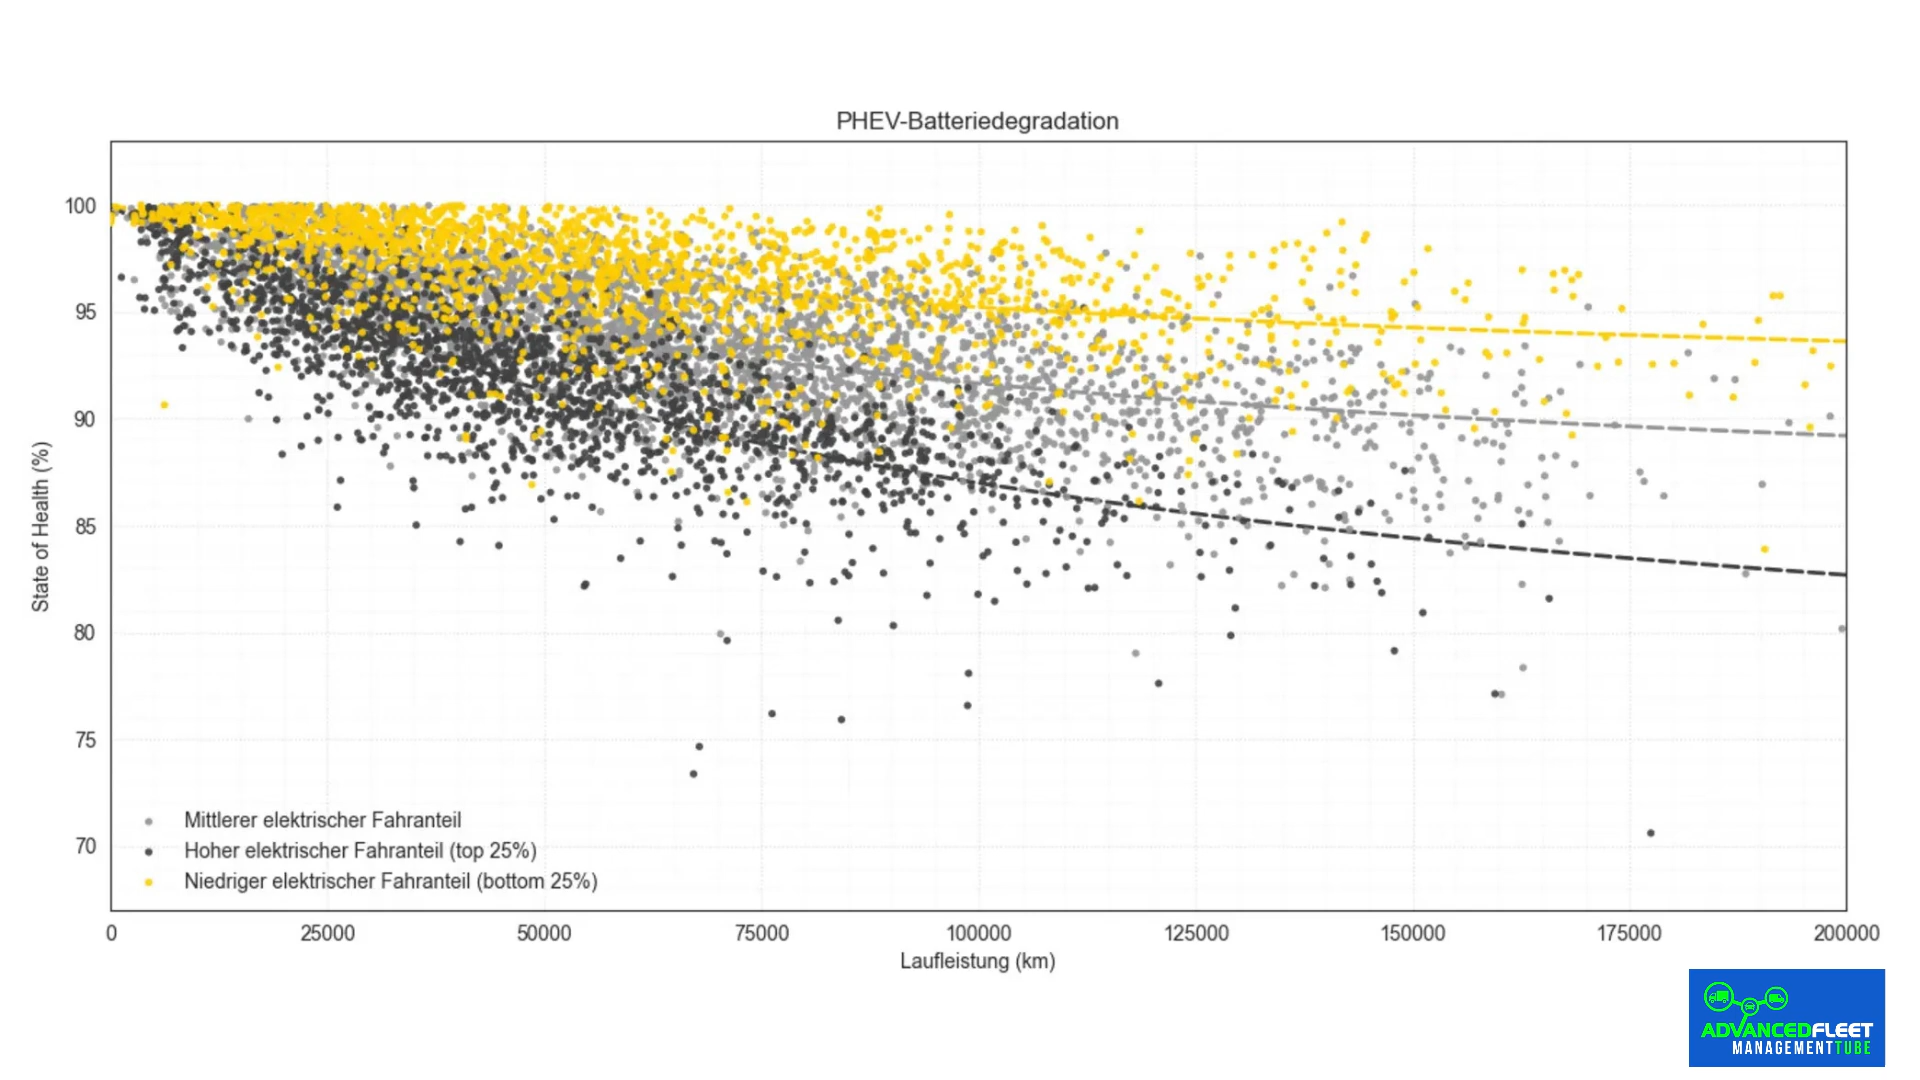 PHEV-Batteriedegradation
State of Health (%)
100
95
90
85
80
75
70
Mittlerer elektrischer Fahranteil
Hoher elektrischer Fahranteil (top 25%)
Niedriger elektrischer Fahranteil (bottom 25%)
0 25000 50000 75000 100000 125000 150000 175000 200000
Laufleistung (km)
ADVANCEDFLEET
MANAGEMENTTUBE